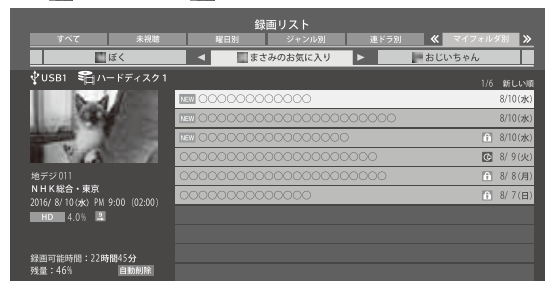 録画リスト
すべて 未視聴 曜日別 ジャンル別 連ドラ別 ≪ マイフォルダ別 ≫
ぼく ◀ まさみのお気に入り ▶ おじいちゃん
USB1 ハードディスク1
1/6 新しい順
NEW ○○○○○○○○○○○○ 8/10(水)
NEW ○○○○○○○○○○○○○○○○○○○○○ 8/10(水)
NEW ○○○○○○○○○○○○○○○○ 8/10(水)
○○○○○○○○○○○○○○○○○○○○○ 8/ 9(火)
○○○○○○○○○○○○○○○○○○○○○○ 8/ 8(月)
○○○○○○○○○○○○○○ 8/ 7(日)
地デジ011
NHK総合・東京
2016/ 8/10(水) PM 9:00 (02:00)
HD 4.0%
録画可能時間：22時間45分
残量：46% 自動削除